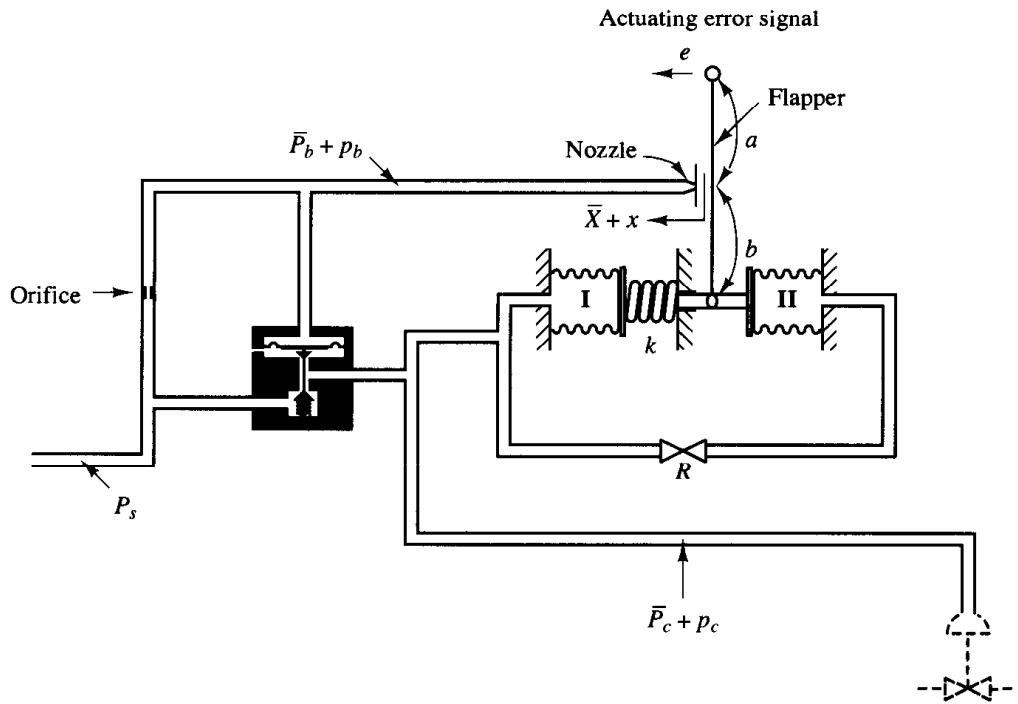 Actuating error signal
e
Flapper
a
P̄b + pb
Nozzle
X̄ + x
b
Orifice
I
II
k
R
Ps
P̄c + pc